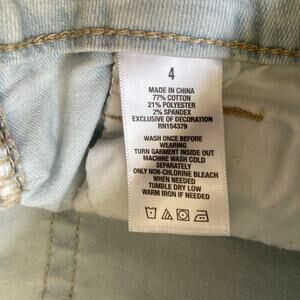 4
MADE IN CHINA
77% COTTON
21% POLYESTER
2% SPANDEX
EXCLUSIVE OF DECORATION
RN154379
WASH ONCE BEFORE
WEARING
TURN GARMENT INSIDE OUT
MACHINE WASH COLD
SEPARATELY
ONLY NON-CHLORINE BLEACH
WHEN NEEDED
TUMBLE DRY LOW
WARM IRON IF NEEDED